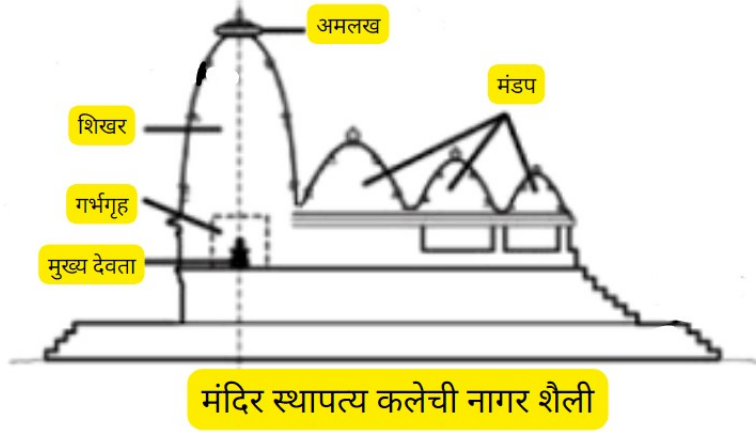 अमलख
मंडप
शिखर
गर्भगृह
मुख्य देवता
मंदिर स्थापत्य कलेची नागर शैली